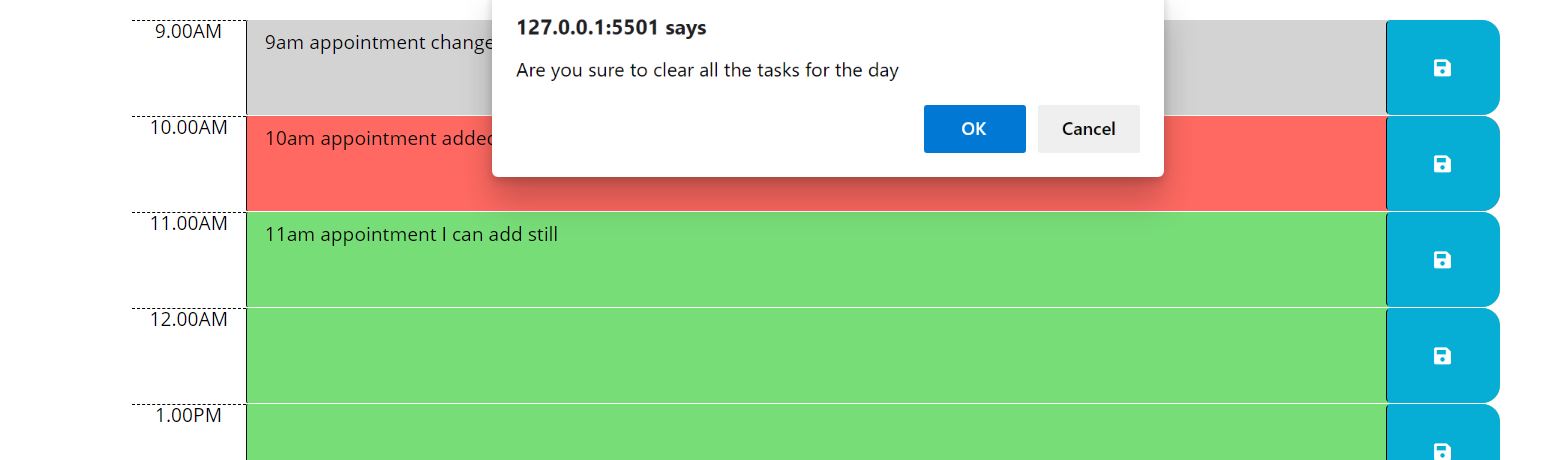 127.0.0.1:5501 says
Are you sure to clear all the tasks for the day
OK Cancel
9.00AM 9am appointment change
10.00AM 10am appointment added
11.00AM 11am appointment I can add still
12.00AM
1.00PM